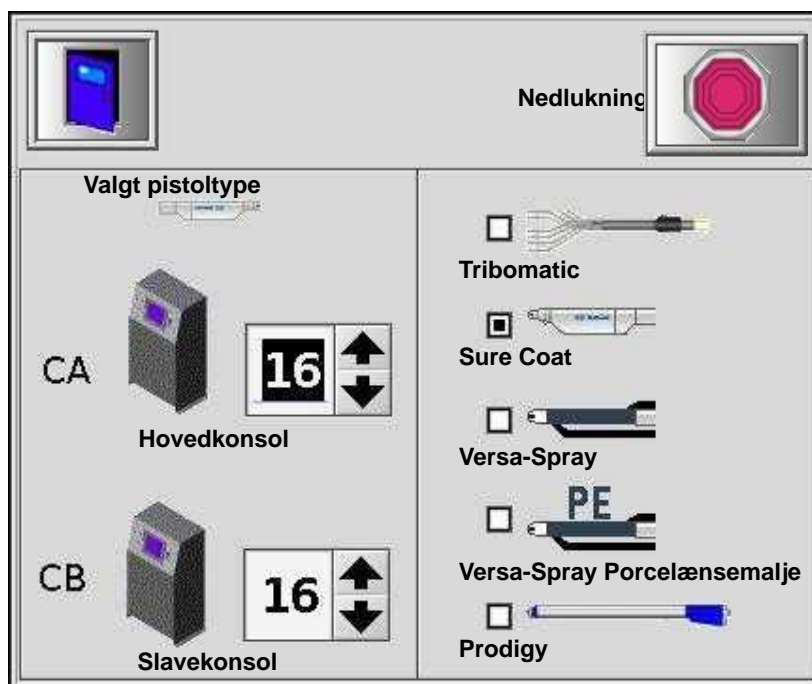 Nedlukning
Valgt pistoltype
CA
16
Hovedkonsol
CB
16
Slavekonsol
Tribomatic
Sure Coat
Versa-Spray
PE
Versa-Spray Porcelænsemalje
Prodigy